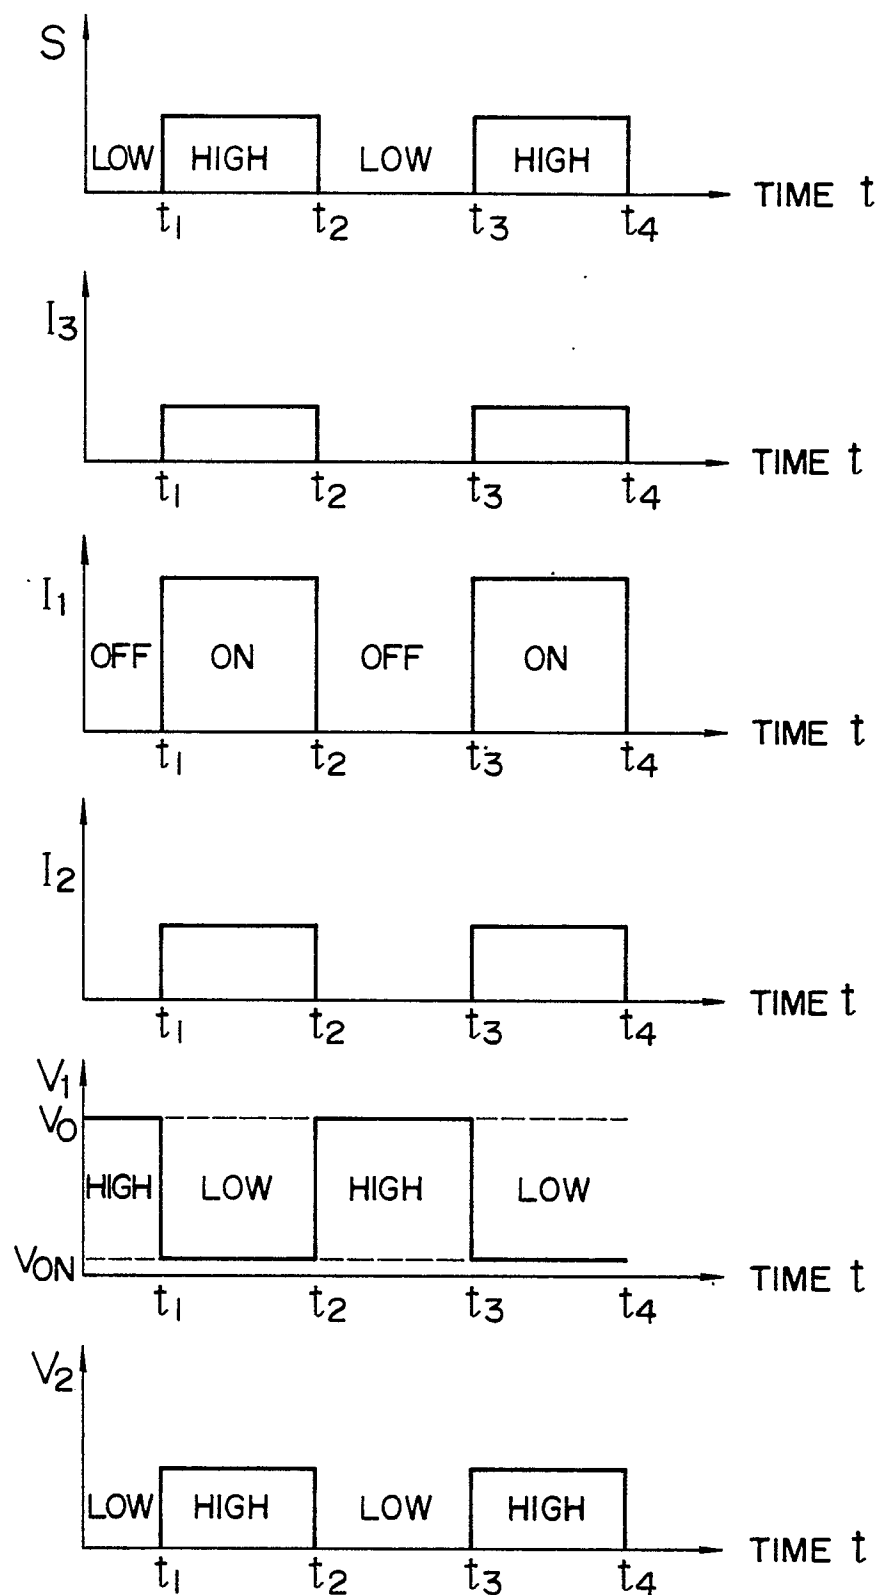 S
LOW HIGH LOW HIGH
TIME t
t1 t2 t3 t4
I3
TIME t
t1 t2 t3 t4
I1
OFF ON OFF ON
TIME t
t1 t2 t3 t4
I2
TIME t
t1 t2 t3 t4
V1
VO
HIGH LOW HIGH LOW
VON
TIME t
t1 t2 t3 t4
V2
LOW HIGH LOW HIGH
TIME t
t1 t2 t3 t4